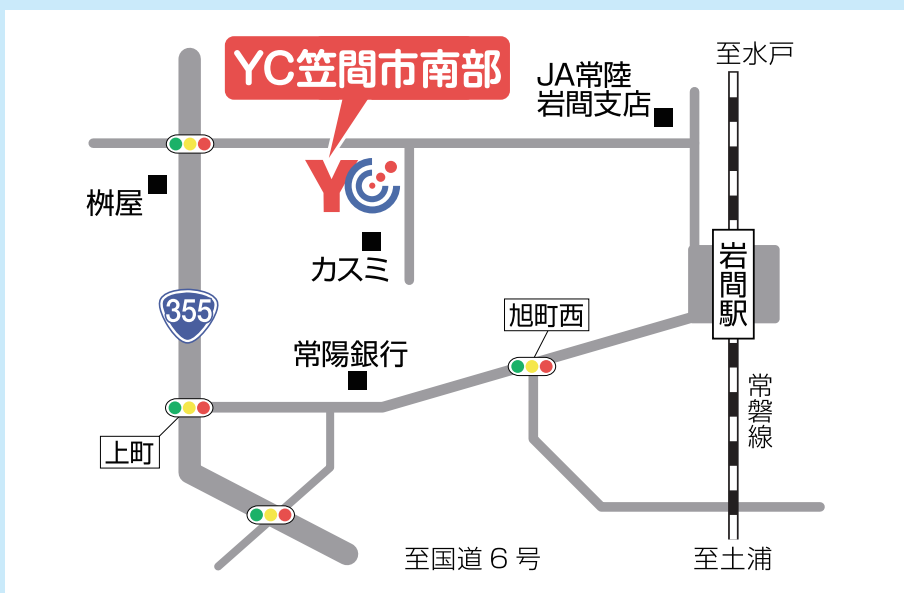 YC笠間市南部
至水戸
JA常陸
岩間支店
桝屋
YC
カスミ
岩間駅
355
旭町西
常陽銀行
常磐線
上町
至国道6号
至土浦